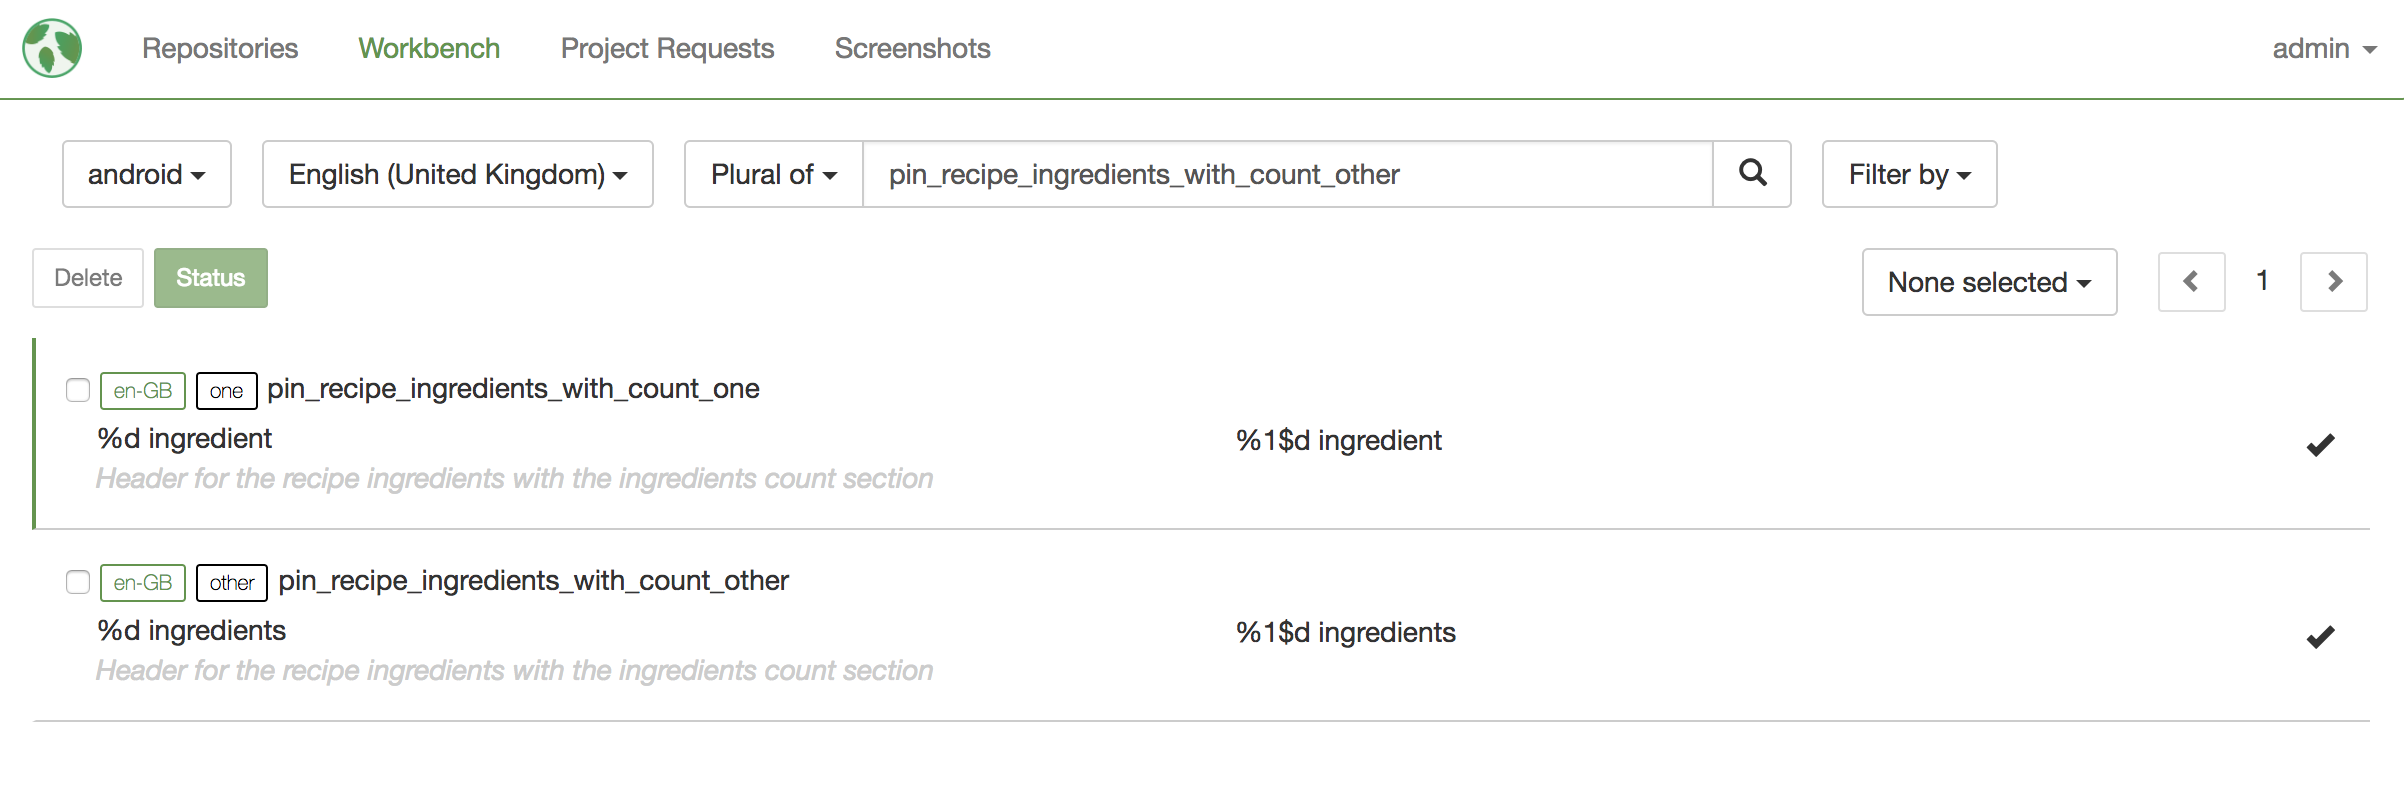 Repositories Workbench Project Requests Screenshots admin
android English (United Kingdom) Plural of pin_recipe_ingredients_with_count_other Filter by
Delete Status None selected 1
en-GB one pin_recipe_ingredients_with_count_one
%d ingredient %1$d ingredient
Header for the recipe ingredients with the ingredients count section
en-GB other pin_recipe_ingredients_with_count_other
%d ingredients %1$d ingredients
Header for the recipe ingredients with the ingredients count section